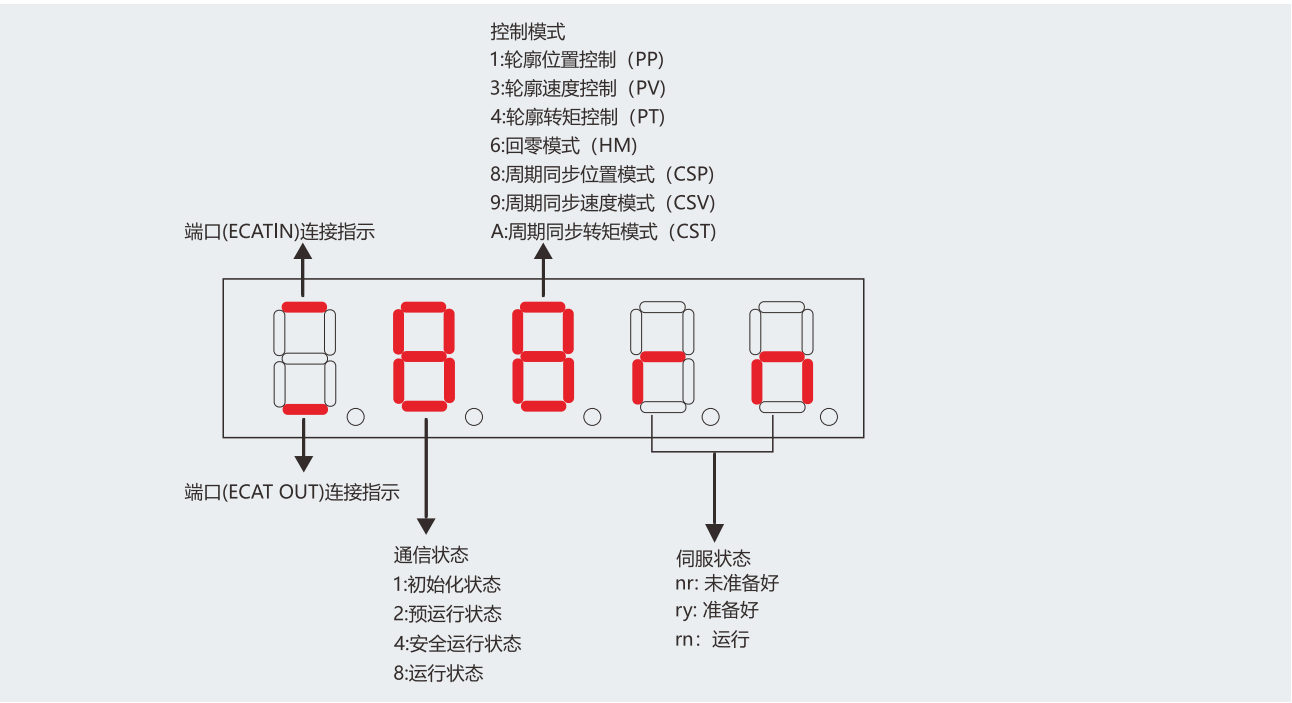 控制模式
1:轮廓位置控制（PP)
3:轮廓速度控制（PV)
4:轮廓转矩控制（PT)
6:回零模式（HM)
8:周期同步位置模式（CSP)
9:周期同步速度模式（CSV)
A:周期同步转矩模式（CST)
端口(ECATIN)连接指示
88rn
端口(ECAT OUT)连接指示
通信状态
1:初始化状态
2:预运行状态
4:安全运行状态
8:运行状态
伺服状态
nr: 未准备好
ry: 准备好
rn：运行